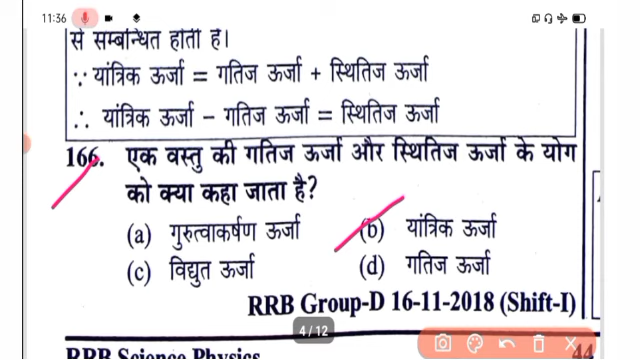 11:36
से सम्बन्धित होती है।
∵ यांत्रिक ऊर्जा = गतिज ऊर्जा + स्थितिज ऊर्जा
∴ यांत्रिक ऊर्जा – गतिज ऊर्जा = स्थितिज ऊर्जा
166. एक वस्तु की गतिज ऊर्जा और स्थितिज ऊर्जा के योग
को क्या कहा जाता है?
(a) गुरुत्वाकर्षण ऊर्जा (b) यांत्रिक ऊर्जा
(c) विद्युत ऊर्जा (d) गतिज ऊर्जा
RRB Group-D 16-11-2018 (Shift-I)
4 / 12
RRB Science Physics 44